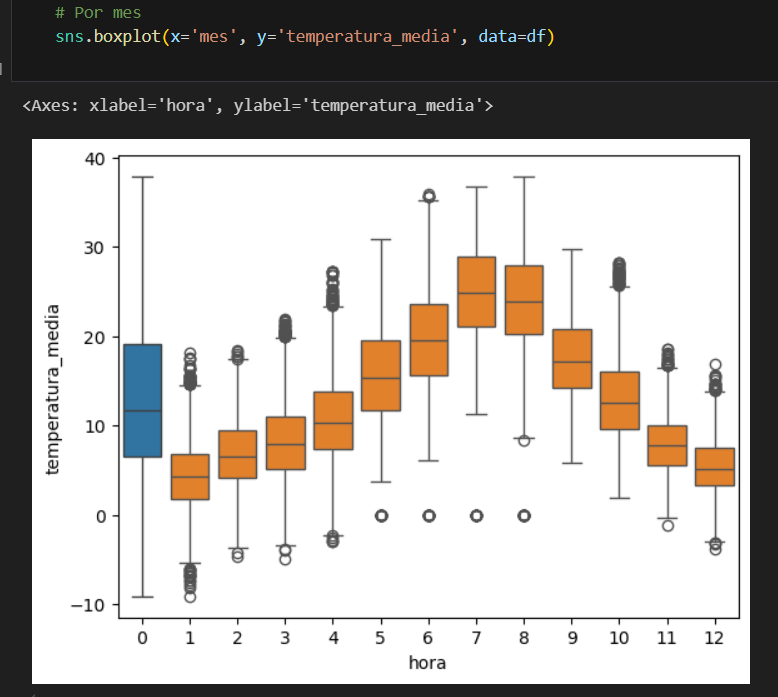 # Por mes
sns.boxplot(x='mes', y='temperatura_media', data=df)
<Axes: xlabel='hora', ylabel='temperatura_media'>
40
30
20
10
0
−10
temperatura_media
0 1 2 3 4 5 6 7 8 9 10 11 12
hora